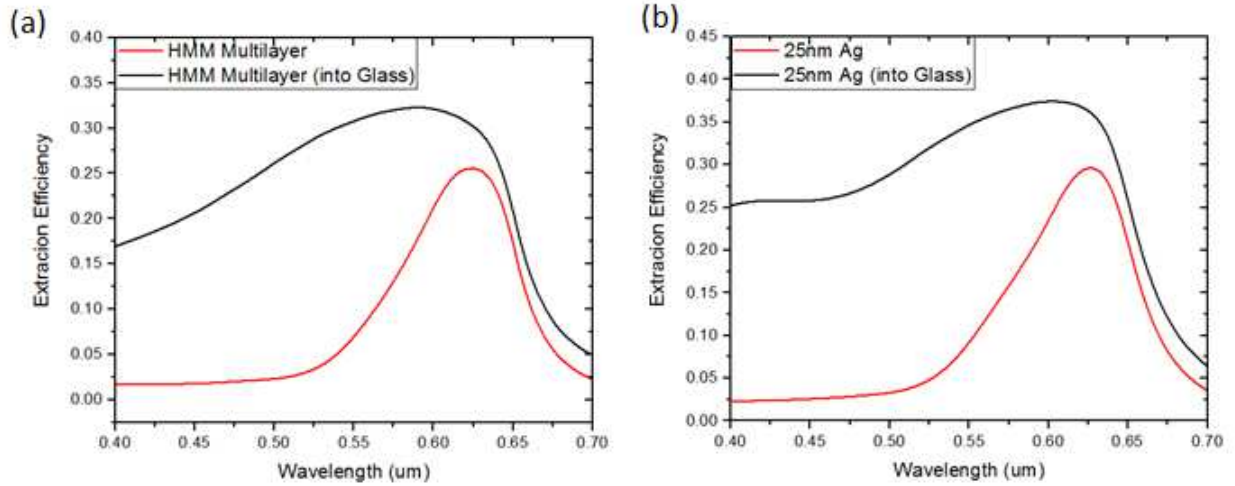 (a)
HMM Multilayer
HMM Multilayer (into Glass)
0.40
0.35
0.30
0.25
0.20
0.15
0.10
0.05
0.00
Extracion Efficiency
0.40 0.45 0.50 0.55 0.60 0.65 0.70
Wavelength (um)
(b)
25nm Ag
25nm Ag (into Glass)
0.45
0.40
0.35
0.30
0.25
0.20
0.15
0.10
0.05
0.00
Extracion Efficiency
0.40 0.45 0.50 0.55 0.60 0.65 0.70
Wavelength (um)